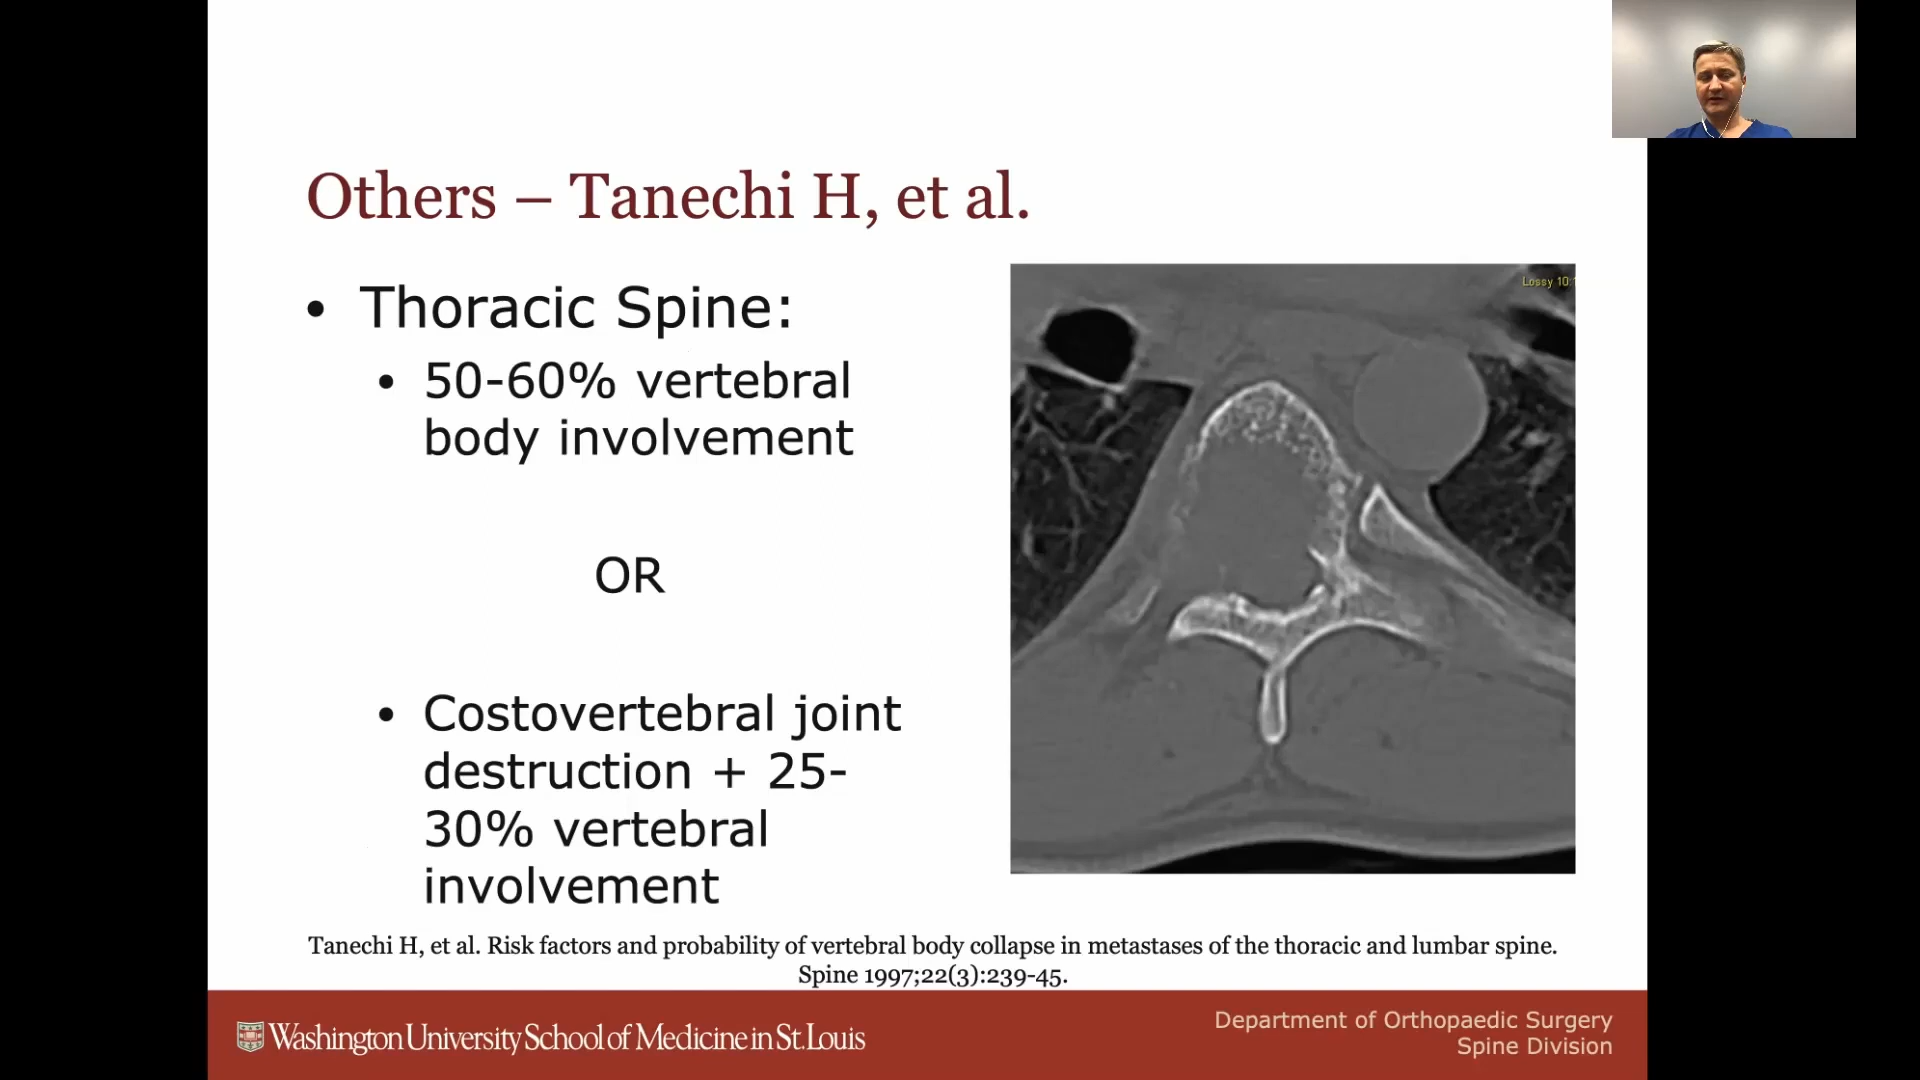 Others – Tanechi H, et al.
• Thoracic Spine:
• 50-60% vertebral
body involvement
OR
• Costovertebral joint
destruction + 25-
30% vertebral
involvement
Lossy 10:1
Tanechi H, et al. Risk factors and probability of vertebral body collapse in metastases of the thoracic and lumbar spine.
Spine 1997;22(3):239-45.
Washington University School of Medicine in St. Louis
Department of Orthopaedic Surgery
Spine Division